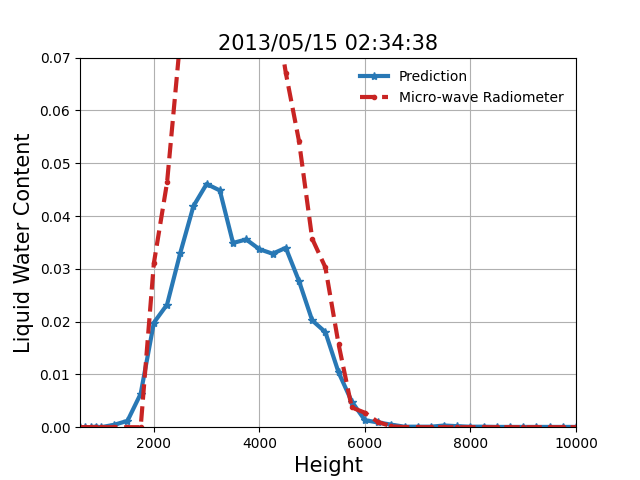 2013/05/15 02:34:38
0.07
0.06
0.05
0.04
0.03
0.02
0.01
0.00
Liquid Water Content
Prediction
Micro-wave Radiometer
2000 4000 6000 8000 10000
Height